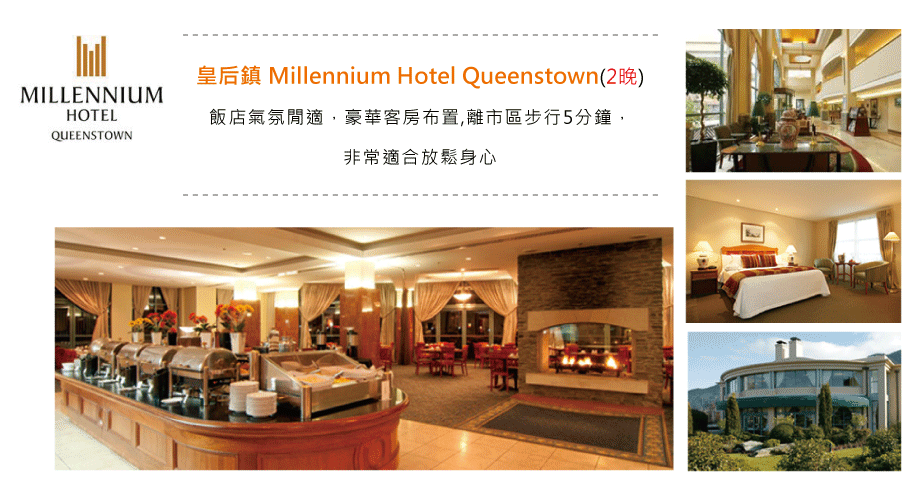 MILLENNIUM
HOTEL
QUEENSTOWN
皇后鎮 Millennium Hotel Queenstown(2晚)
飯店氣氛閒適，豪華客房布置,離市區步行5分鐘，
非常適合放鬆身心